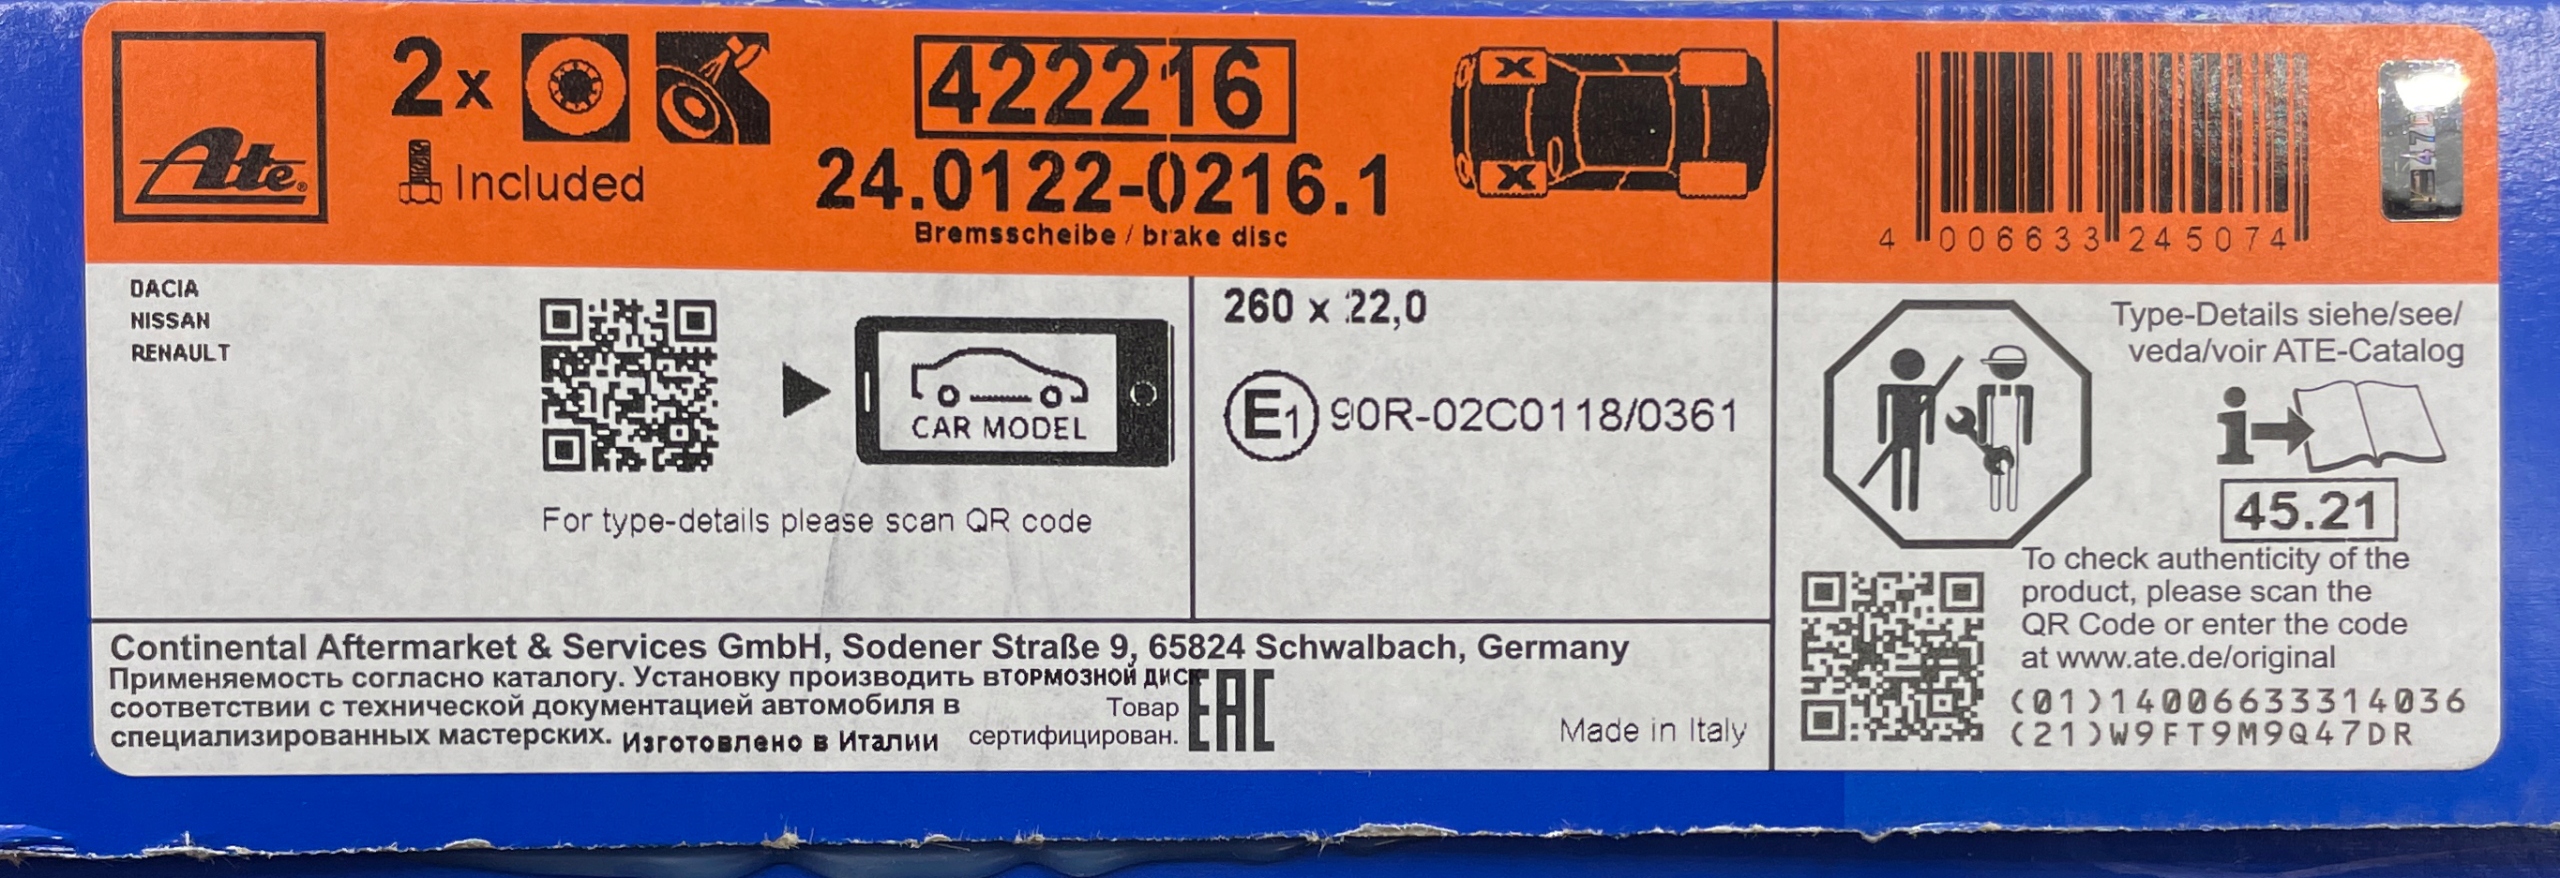 Ate®
2x
Included
422216
24.0122-0216.1
Bremsscheibe / brake disc
X
X
4 006633 245074
DACIA
NISSAN
RENAULT
CAR MODEL
For type-details please scan QR code
260 x 22,0
E1 90R-02C0118/0361
Type-Details siehe/see/
veda/voir ATE-Catalog
i
45.21
To check authenticity of the
product, please scan the
QR Code or enter the code
at www.ate.de/original
(01)14006633314036
(21)W9FT9M9Q47DR
Continental Aftermarket & Services GmbH, Sodener Straße 9, 65824 Schwalbach, Germany
Применяемость согласно каталогу. Установку производить в ТОРМОЗНОЙ ДИСК
соответствии с технической документацией автомобиля в
специализированных мастерских. Изготовлено в Италии
Товар
сертифицирован.
EAC
Made in Italy